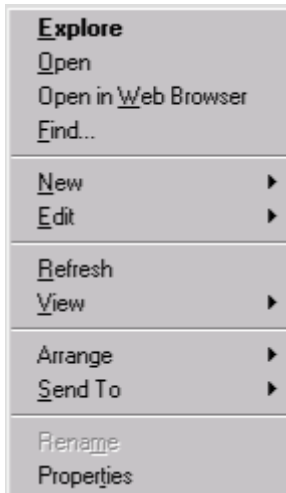 Explore
Open
Open in Web Browser
Find...
New
Edit
Refresh
View
Arrange
Send To
Rename
Properties